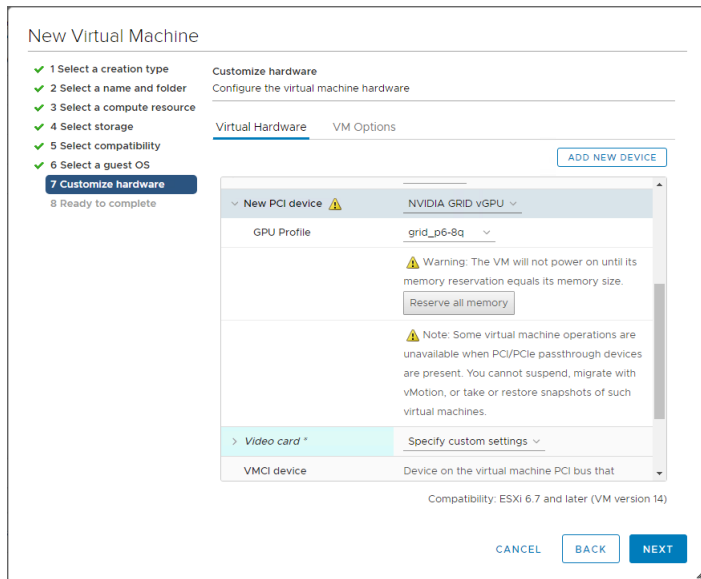 New Virtual Machine
1 Select a creation type
2 Select a name and folder
3 Select a compute resource
4 Select storage
5 Select compatibility
6 Select a guest OS
7 Customize hardware
8 Ready to complete
Customize hardware
Configure the virtual machine hardware
Virtual Hardware
VM Options
ADD NEW DEVICE
New PCI device
NVIDIA GRID vGPU
GPU Profile
grid_p6-8q
Warning: The VM will not power on until its
memory reservation equals its memory size.
Reserve all memory
Note: Some virtual machine operations are
unavailable when PCI/PCIe passthrough devices
are present. You cannot suspend, migrate with
vMotion, or take or restore snapshots of such
virtual machines.
Video card *
Specify custom settings
VMCI device
Device on the virtual machine PCI bus that
Compatibility: ESXi 6.7 and later (VM version 14)
CANCEL
BACK
NEXT